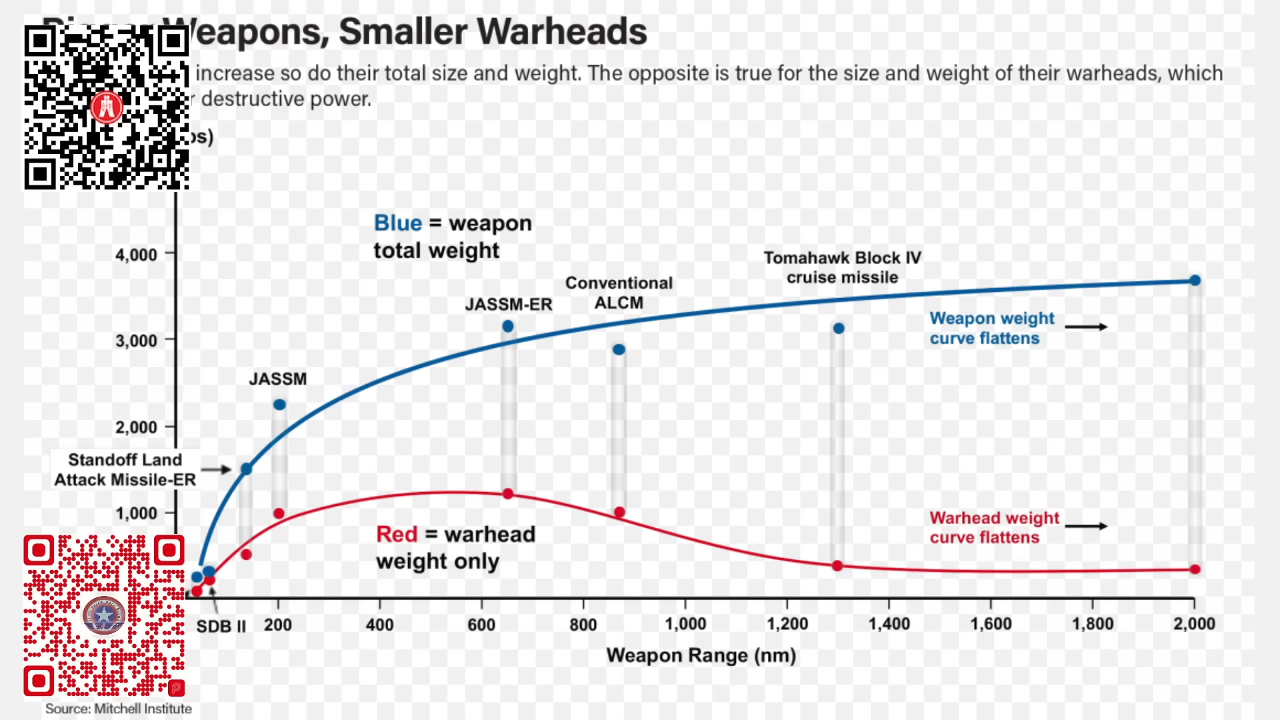 Weapons, Smaller Warheads
increase so do their total size and weight. The opposite is true for the size and weight of their warheads, which
destructive power.
4,000
3,000
2,000
1,000
Blue = weapon
total weight
Tomahawk Block IV
cruise missile
Conventional
ALCM
JASSM-ER
JASSM
Weapon weight
curve flattens
Standoff Land
Attack Missile-ER
Red = warhead
weight only
Warhead weight
curve flattens
SDB II
200
400
600
800
1,000
1,200
1,400
1,600
1,800
2,000
Weapon Range (nm)
Source: Mitchell Institute